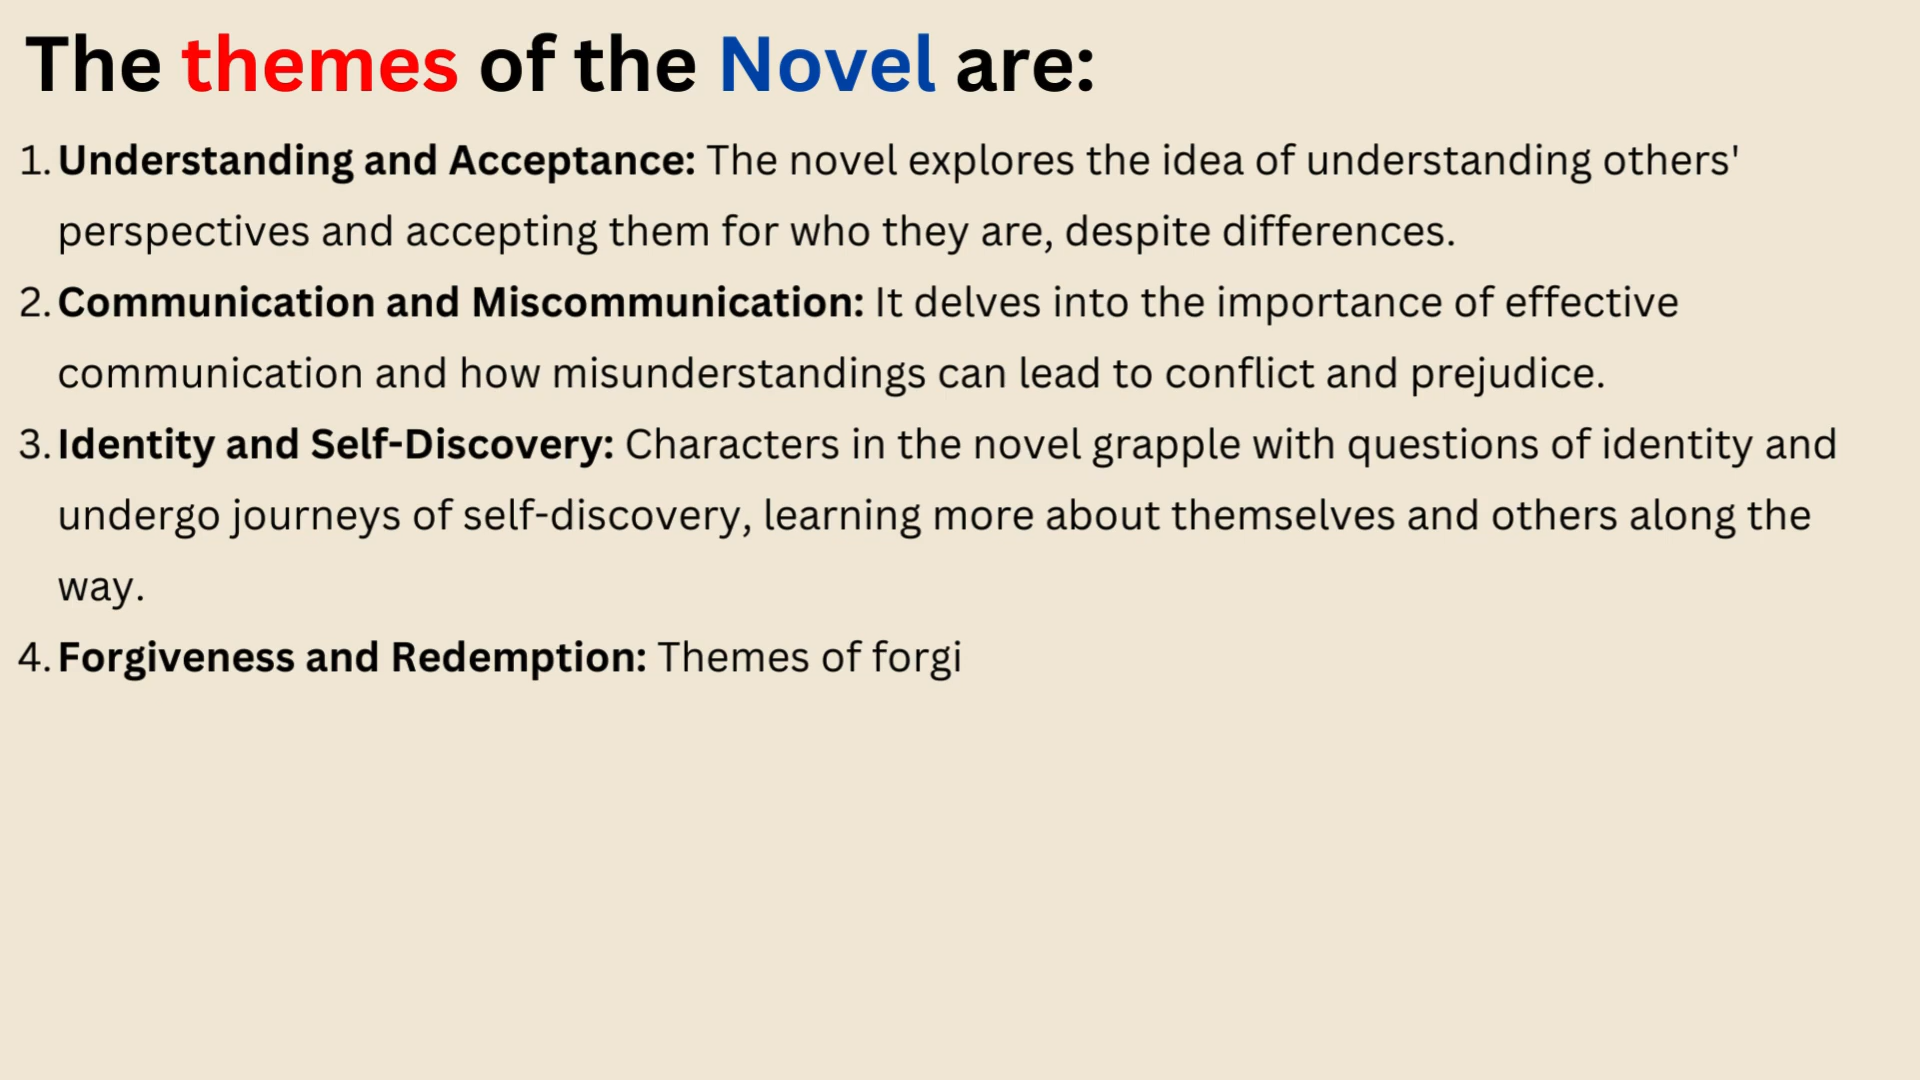 The themes of the Novel are:
1. Understanding and Acceptance: The novel explores the idea of understanding others'
perspectives and accepting them for who they are, despite differences.
2. Communication and Miscommunication: It delves into the importance of effective
communication and how misunderstandings can lead to conflict and prejudice.
3. Identity and Self-Discovery: Characters in the novel grapple with questions of identity and
undergo journeys of self-discovery, learning more about themselves and others along the
way.
4. Forgiveness and Redemption: Themes of forgi